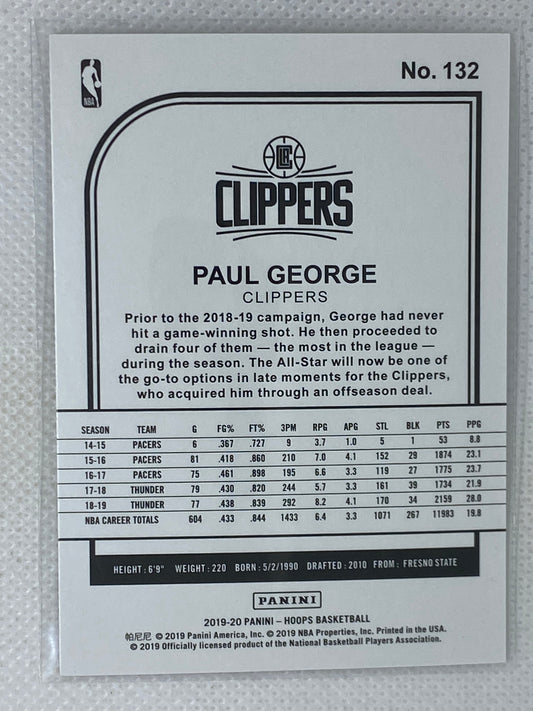 No. 132
NBA
CLIPPERS
PAUL GEORGE
CLIPPERS
Prior to the 2018-19 campaign, George had never
hit a game-winning shot. He then proceeded to
drain four of them — the most in the league —
during the season. The All-Star will now be one of
the go-to options in late moments for the Clippers,
who acquired him through an offseason deal.
SEASON TEAM G FG% FT% 3PM RPG APG STL BLK PTS PPG
14-15 PACERS 6 .367 .727 9 3.7 1.0 5 1 53 8.8
15-16 PACERS 81 .418 .860 210 7.0 4.1 152 29 1874 23.1
16-17 PACERS 75 .461 .898 195 6.6 3.3 119 27 1775 23.7
17-18 THUNDER 79 .430 .820 244 5.7 3.3 161 39 1734 21.9
18-19 THUNDER 77 .438 .839 292 8.2 4.1 170 34 2159 28.0
NBA CAREER TOTALS 604 .433 .844 1433 6.4 3.3 1071 267 11983 19.8
HEIGHT: 6'9" WEIGHT: 220 BORN: 5/2/1990 DRAFTED: 2010 FROM: FRESNO STATE
PANINI
2019-20 PANINI – HOOPS BASKETBALL
帕尼尼 © 2019 Panini America, Inc. © 2019 NBA Properties, Inc. Printed in the USA.
© 2019 Officially licensed product of the National Basketball Players Association.